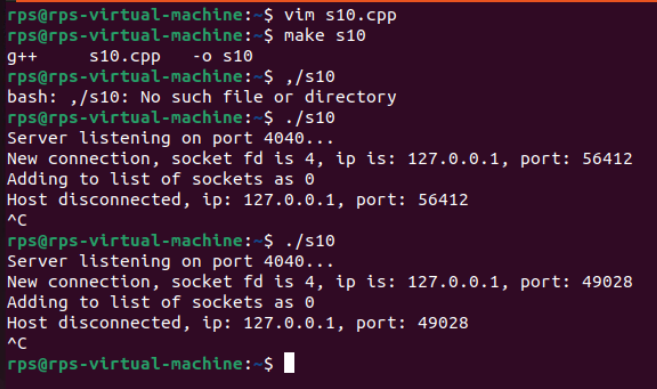 rps@rps-virtual-machine:~$ vim s10.cpp
rps@rps-virtual-machine:~$ make s10
g++     s10.cpp   -o s10
rps@rps-virtual-machine:~$ ,/s10
bash: ,/s10: No such file or directory
rps@rps-virtual-machine:~$ ./s10
Server listening on port 4040...
New connection, socket fd is 4, ip is: 127.0.0.1, port: 56412
Adding to list of sockets as 0
Host disconnected, ip: 127.0.0.1, port: 56412
^C
rps@rps-virtual-machine:~$ ./s10
Server listening on port 4040...
New connection, socket fd is 4, ip is: 127.0.0.1, port: 49028
Adding to list of sockets as 0
Host disconnected, ip: 127.0.0.1, port: 49028
^C
rps@rps-virtual-machine:~$